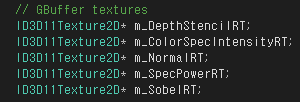 // GBuffer textures
ID3D11Texture2D* m_DepthStencilRT;
ID3D11Texture2D* m_ColorSpecIntensityRT;
ID3D11Texture2D* m_NormalRT;
ID3D11Texture2D* m_SpecPowerRT;
ID3D11Texture2D* m_SobelRT;